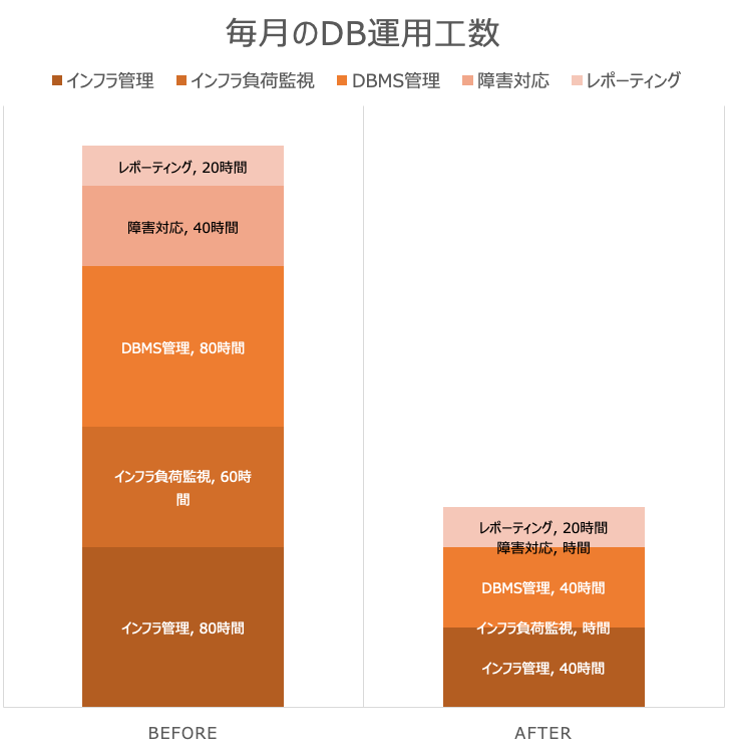 毎月のDB運用工数
インフラ管理 インフラ負荷監視 DBMS管理 障害対応 レポーティング
レポーティング, 20時間
障害対応, 40時間
DBMS管理, 80時間
インフラ負荷監視, 60時
間
インフラ管理, 80時間
レポーティング, 20時間
障害対応, 時間
DBMS管理, 40時間
インフラ負荷監視, 時間
インフラ管理, 40時間
BEFORE
AFTER